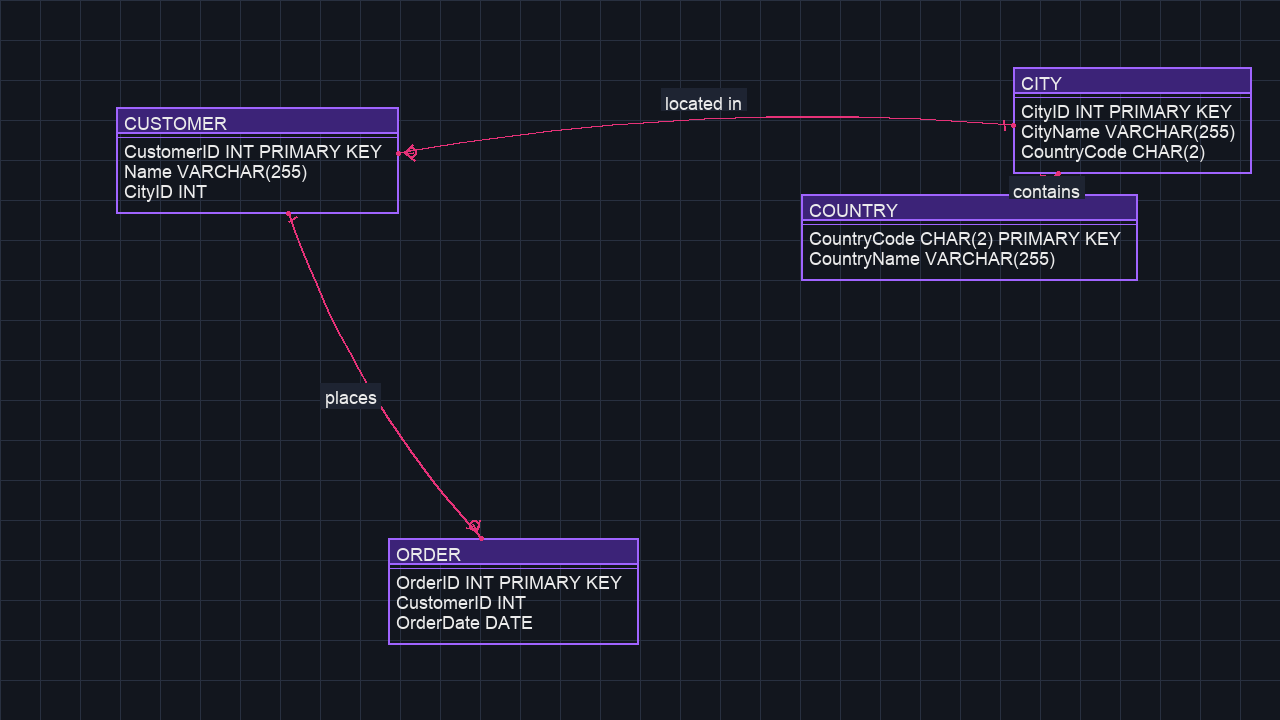 located in
CITY
CityID INT PRIMARY KEY
CityName VARCHAR(255)
CountryCode CHAR(2)
CUSTOMER
CustomerID INT PRIMARY KEY
Name VARCHAR(255)
CityID INT
contains
COUNTRY
CountryCode CHAR(2) PRIMARY KEY
CountryName VARCHAR(255)
places
ORDER
OrderID INT PRIMARY KEY
CustomerID INT
OrderDate DATE